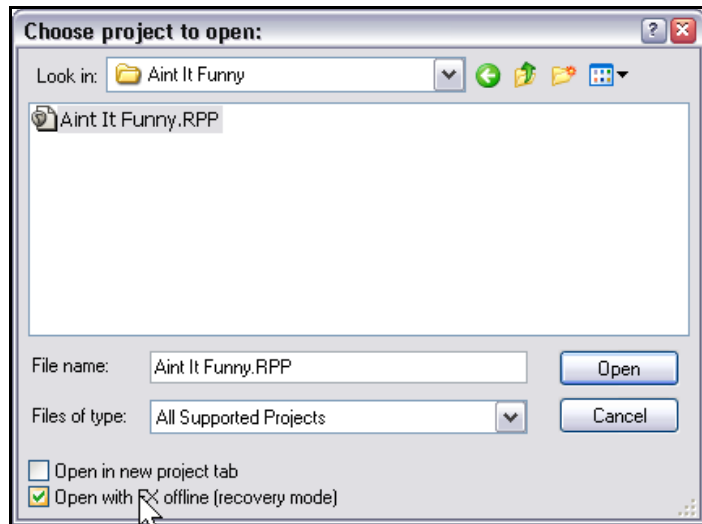 Choose project to open:
Look in: Aint It Funny
Aint It Funny.RPP
File name: Aint It Funny.RPP Open
Files of type: All Supported Projects Cancel
Open in new project tab
Open with FX offline (recovery mode)